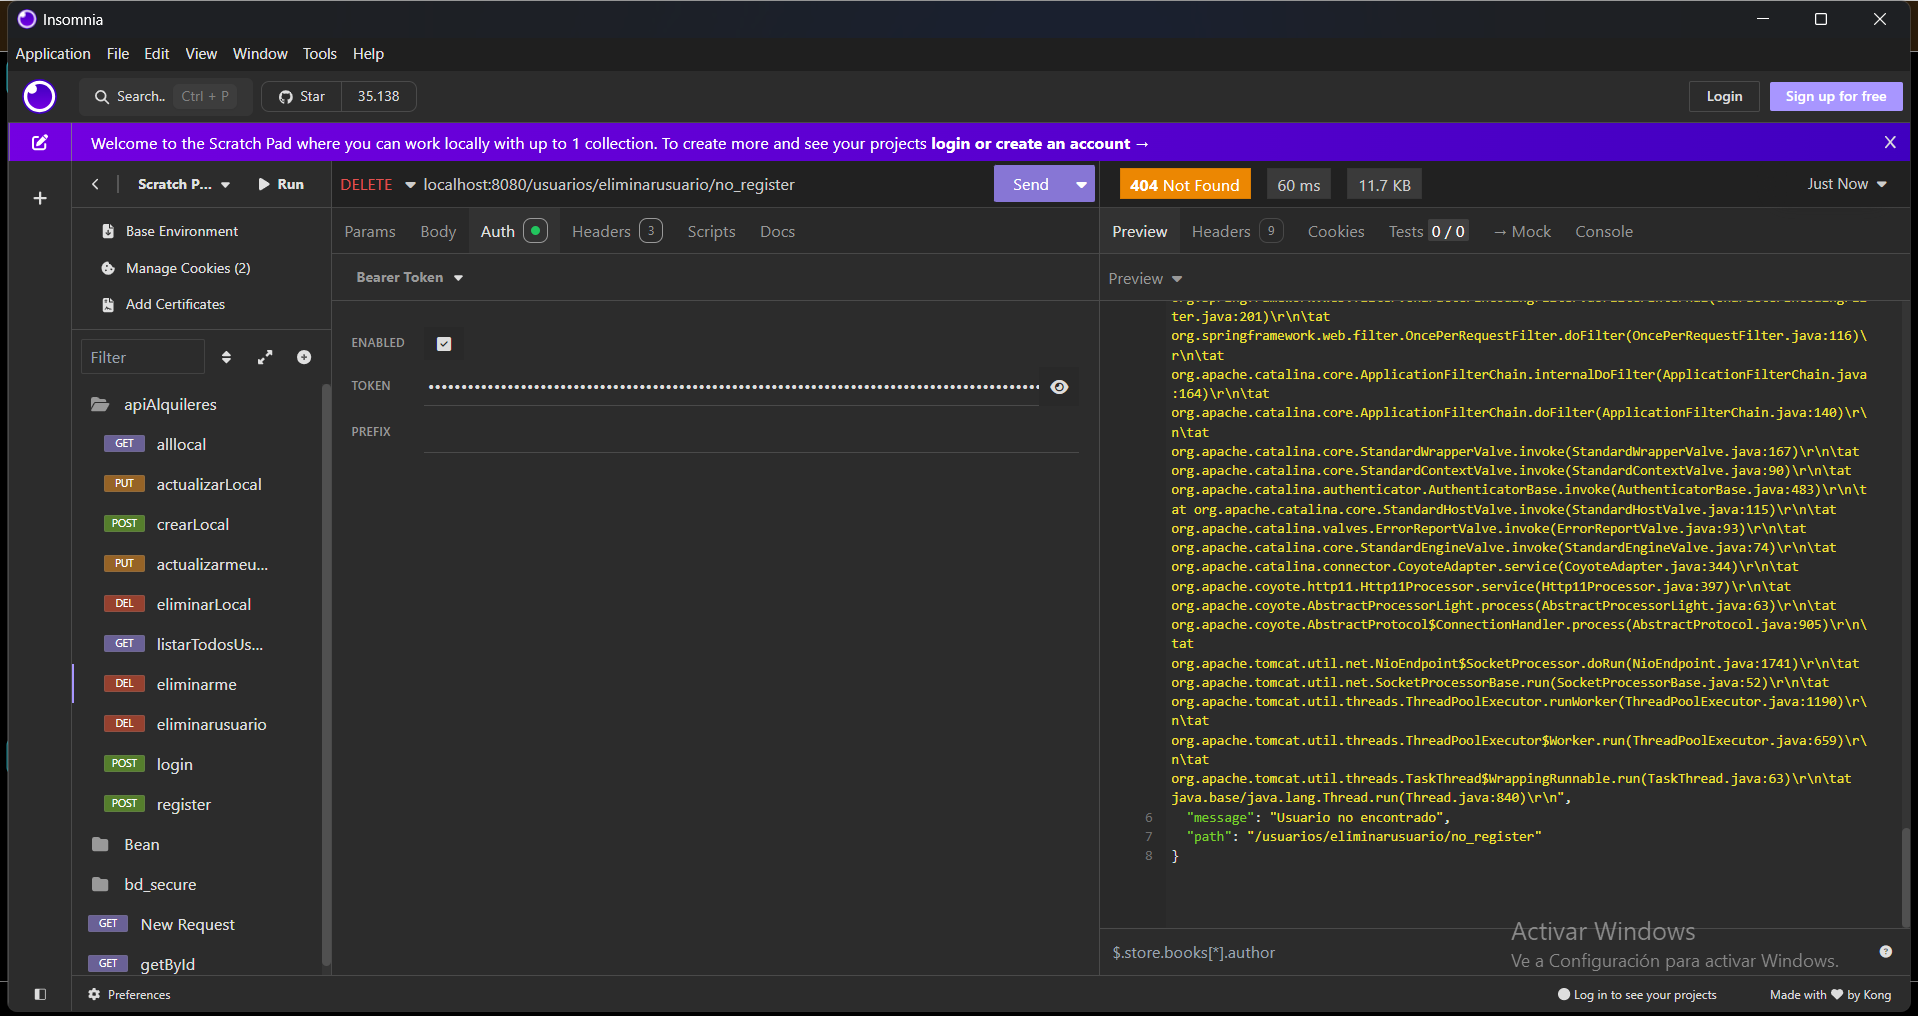 Insomnia
Application File Edit View Window Tools Help
Search.. Ctrl + P Star 35.138 Login Sign up for free
Welcome to the Scratch Pad where you can work locally with up to 1 collection. To create more and see your projects login or create an account →
Scratch P... Run
DELETE localhost:8080/usuarios/eliminarusuario/no_register Send
404 Not Found 60 ms 11.7 KB Just Now
Base Environment
Manage Cookies (2)
Add Certificates
Filter
apiAlquileres
GET alllocal
PUT actualizarLocal
POST crearLocal
PUT actualizarmeu...
DEL eliminarLocal
GET listarTodosUs...
DEL eliminarme
DEL eliminarusuario
POST login
POST register
Bean
bd_secure
GET New Request
GET getById
Params Body Auth Headers 3 Scripts Docs
Bearer Token
ENABLED
TOKEN
PREFIX
Preview Headers 9 Cookies Tests 0 / 0 → Mock Console
Preview
ter.java:201)\r\n\tat
org.springframework.web.filter.OncePerRequestFilter.doFilter(OncePerRequestFilter.java:116)\
r\n\tat
org.apache.catalina.core.ApplicationFilterChain.internalDoFilter(ApplicationFilterChain.java
:164)\r\n\tat
org.apache.catalina.core.ApplicationFilterChain.doFilter(ApplicationFilterChain.java:140)\r\
n\tat
org.apache.catalina.core.StandardWrapperValve.invoke(StandardWrapperValve.java:167)\r\n\tat
org.apache.catalina.core.StandardContextValve.invoke(StandardContextValve.java:90)\r\n\tat
org.apache.catalina.authenticator.AuthenticatorBase.invoke(AuthenticatorBase.java:483)\r\n\t
at org.apache.catalina.core.StandardHostValve.invoke(StandardHostValve.java:115)\r\n\tat
org.apache.catalina.valves.ErrorReportValve.invoke(ErrorReportValve.java:93)\r\n\tat
org.apache.catalina.core.StandardEngineValve.invoke(StandardEngineValve.java:74)\r\n\tat
org.apache.catalina.connector.CoyoteAdapter.service(CoyoteAdapter.java:344)\r\n\tat
org.apache.coyote.http11.Http11Processor.service(Http11Processor.java:397)\r\n\tat
org.apache.coyote.AbstractProcessorLight.process(AbstractProcessorLight.java:63)\r\n\tat
org.apache.coyote.AbstractProtocol$ConnectionHandler.process(AbstractProtocol.java:905)\r\n\
tat
org.apache.tomcat.util.net.NioEndpoint$SocketProcessor.doRun(NioEndpoint.java:1741)\r\n\tat
org.apache.tomcat.util.net.SocketProcessorBase.run(SocketProcessorBase.java:52)\r\n\tat
org.apache.tomcat.util.threads.ThreadPoolExecutor.runWorker(ThreadPoolExecutor.java:1190)\r\
n\tat
org.apache.tomcat.util.threads.ThreadPoolExecutor$Worker.run(ThreadPoolExecutor.java:659)\r\
n\tat
org.apache.tomcat.util.threads.TaskThread$WrappingRunnable.run(TaskThread.java:63)\r\n\tat
java.base/java.lang.Thread.run(Thread.java:840)\r\n",
6 "message": "Usuario no encontrado",
7 "path": "/usuarios/eliminarusuario/no_register"
8 }
$.store.books[*].author
Activar Windows
Ve a Configuración para activar Windows.
Preferences
Log in to see your projects
Made with ♥ by Kong